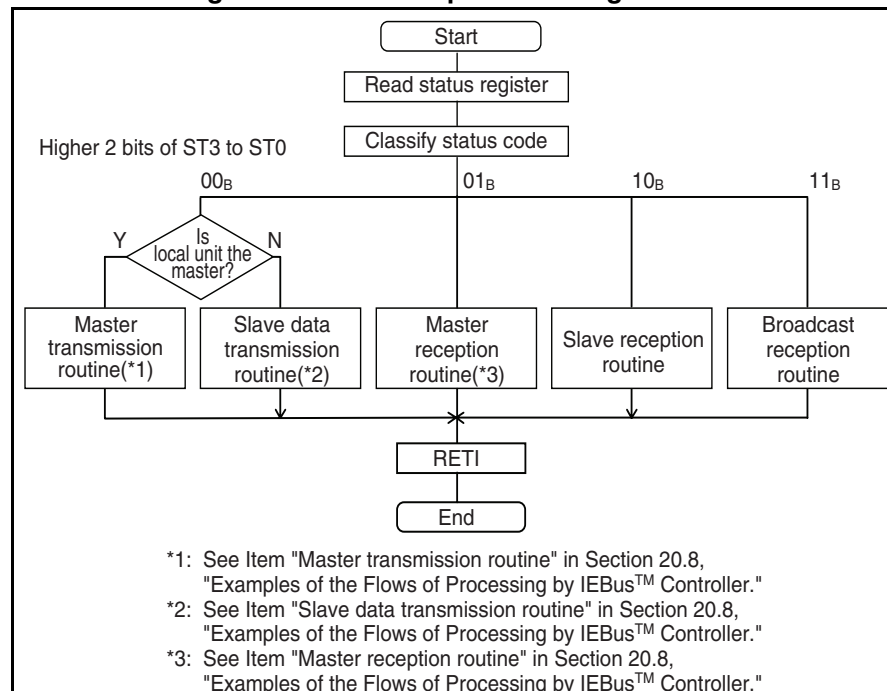 Start
Read status register
Classify status code
Higher 2 bits of ST3 to ST0
00B
01B
10B
11B
Y
Is
local unit the
master?
N
Master
transmission
routine(*1)
Slave data
transmission
routine(*2)
Master
reception
routine(*3)
Slave reception
routine
Broadcast
reception
routine
RETI
End
*1: See Item "Master transmission routine" in Section 20.8,
"Examples of the Flows of Processing by IEBus™ Controller."
*2: See Item "Slave data transmission routine" in Section 20.8,
"Examples of the Flows of Processing by IEBus™ Controller."
*3: See Item "Master reception routine" in Section 20.8,
"Examples of the Flows of Processing by IEBus™ Controller."